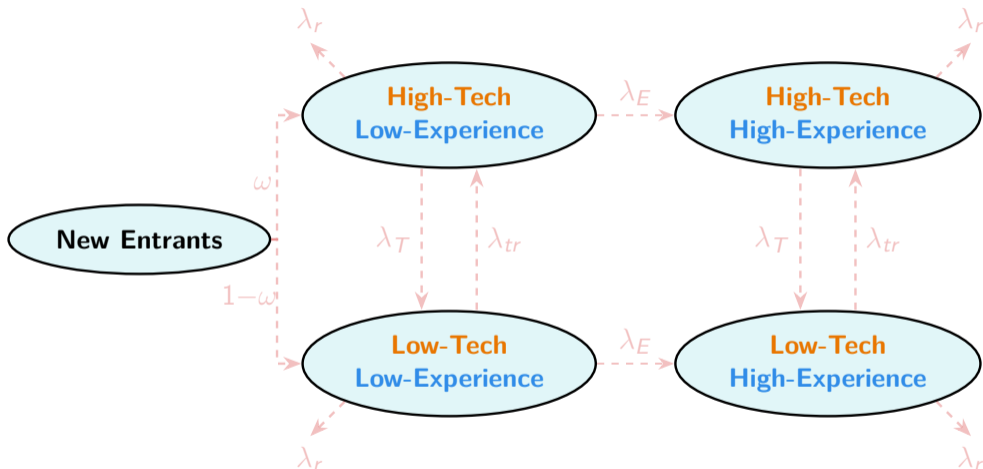 λr
λr
High-Tech
Low-Experience
λE
High-Tech
High-Experience
ω
New Entrants
λT
λtr
λT
λtr
1−ω
Low-Tech
Low-Experience
λE
Low-Tech
High-Experience
λr
λr